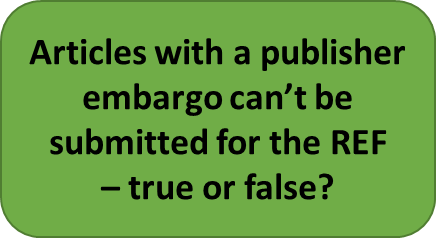 Articles with a publisher
embargo can’t be
submitted for the REF
– true or false?